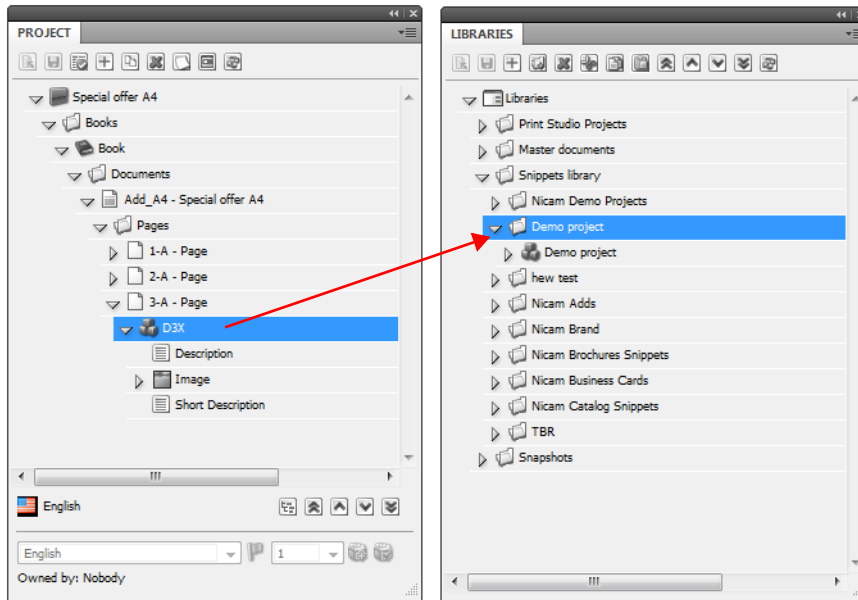 PROJECT
Special offer A4
Books
Book
Documents
Add_A4 - Special offer A4
Pages
1-A - Page
2-A - Page
3-A - Page
D3X
Description
Image
Short Description
English
English
1
Owned by: Nobody
LIBRARIES
Libraries
Print Studio Projects
Master documents
Snippets library
Nicam Demo Projects
Demo project
Demo project
hew test
Nicam Adds
Nicam Brand
Nicam Brochures Snippets
Nicam Business Cards
Nicam Catalog Snippets
TBR
Snapshots